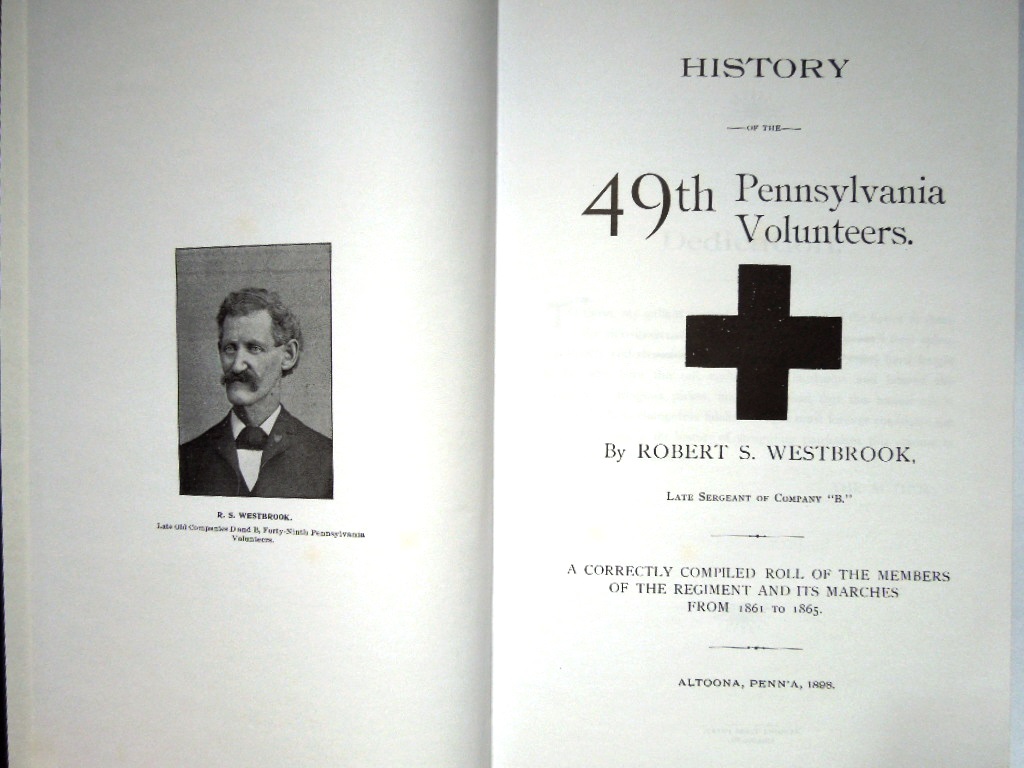 R. S. WESTBROOK.
Late Old Companies D and B, Forty-Ninth Pennsylvania
Volunteers.
HISTORY
OF THE
49th Pennsylvania
Volunteers.
By ROBERT S. WESTBROOK,
LATE SERGEANT OF COMPANY "B."
A CORRECTLY COMPILED ROLL OF THE MEMBERS
OF THE REGIMENT AND ITS MARCHES
FROM 1861 TO 1865.
ALTOONA, PENN'A, 1898.